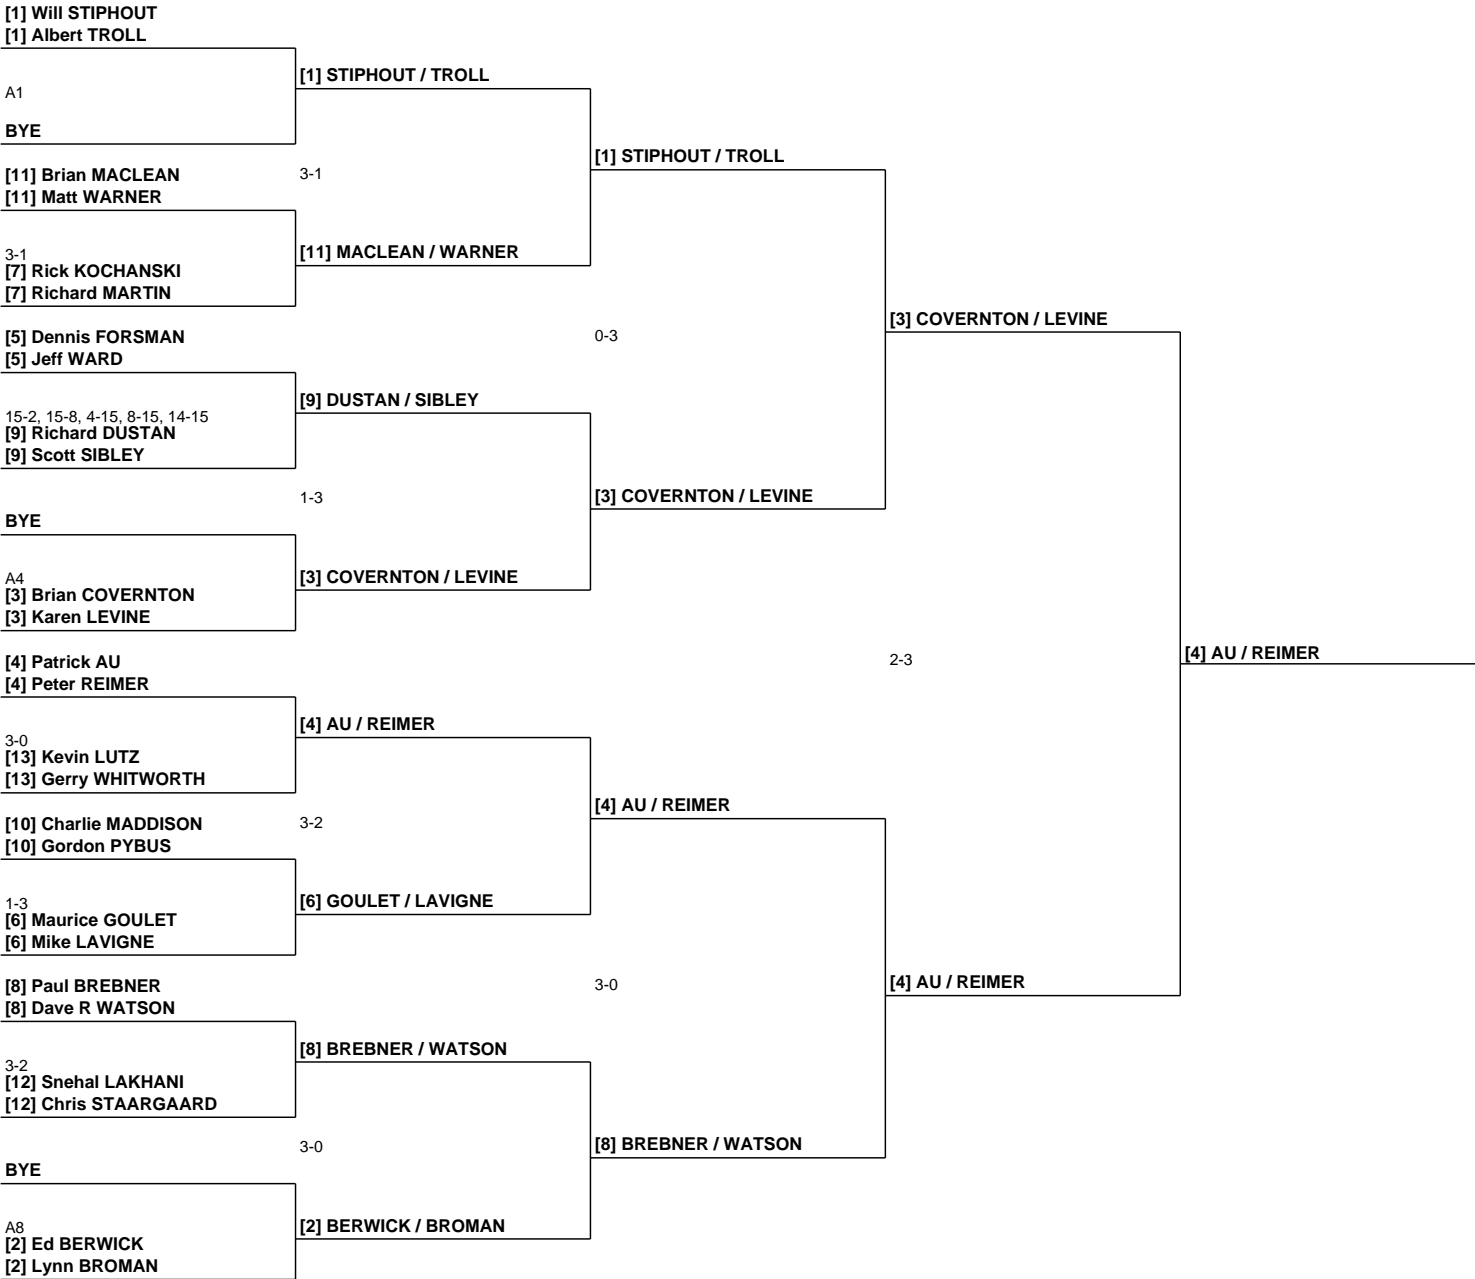 [1] Will STIPHOUT
[1] Albert TROLL
[1] STIPHOUT / TROLL
A1
BYE
[1] STIPHOUT / TROLL
[11] Brian MACLEAN
3-1
[11] Matt WARNER
[11] MACLEAN / WARNER
3-1
[7] Rick KOCHANSKI
[7] Richard MARTIN
[3] COVERNTON / LEVINE
[5] Dennis FORSMAN
0-3
[5] Jeff WARD
[9] DUSTAN / SIBLEY
15-2, 15-8, 4-15, 8-15, 14-15
[9] Richard DUSTAN
[9] Scott SIBLEY
1-3
[3] COVERNTON / LEVINE
BYE
A4
[3] COVERNTON / LEVINE
[3] Brian COVERNTON
[3] Karen LEVINE
[4] Patrick AU
2-3
[4] AU / REIMER
[4] Peter REIMER
[4] AU / REIMER
3-0
[13] Kevin LUTZ
[13] Gerry WHITWORTH
[4] AU / REIMER
[10] Charlie MADDISON
3-2
[10] Gordon PYBUS
1-3
[6] GOULET / LAVIGNE
[6] Maurice GOULET
[6] Mike LAVIGNE
[8] Paul BREBNER
3-0
[4] AU / REIMER
[8] Dave R WATSON
[8] BREBNER / WATSON
3-2
[12] Snehal LAKHANI
[12] Chris STAARGAARD
3-0
[8] BREBNER / WATSON
BYE
A8
[2] BERWICK / BROMAN
[2] Ed BERWICK
[2] Lynn BROMAN